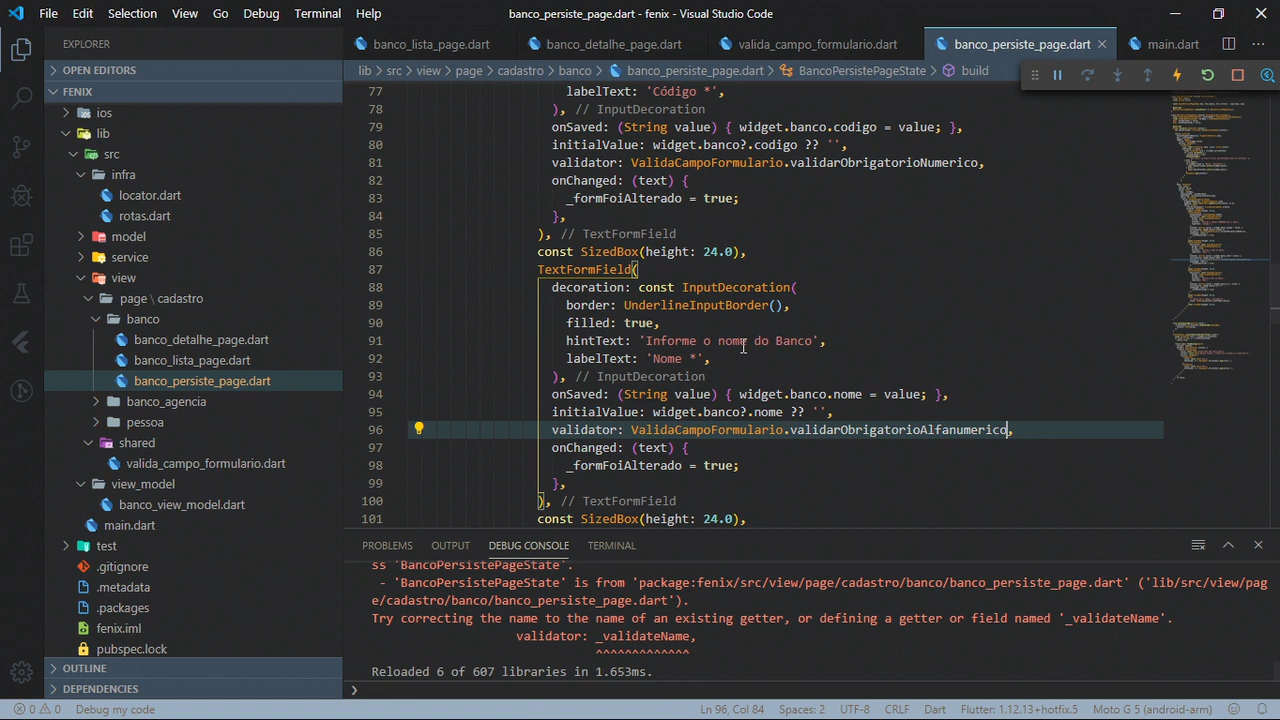 File Edit Selection View Go Debug Terminal Help banco_persiste_page.dart - fenix - Visual Studio Code
EXPLORER
OPEN EDITORS
FENIX
ios
lib
src
infra
locator.dart
rotas.dart
model
service
view
page \ cadastro
banco
banco_detalhe_page.dart
banco_lista_page.dart
banco_persiste_page.dart
banco_agencia
pessoa
shared
valida_campo_formulario.dart
view_model
banco_view_model.dart
main.dart
test
.gitignore
.metadata
.packages
fenix.iml
pubspec.lock
OUTLINE
DEPENDENCIES
banco_lista_page.dart banco_detalhe_page.dart valida_campo_formulario.dart banco_persiste_page.dart main.dart
lib > src > view > page > cadastro > banco > banco_persiste_page.dart > BancoPersistePageState > build
77 labelText: 'Código *',
78 ), // InputDecoration
79 onSaved: (String value) { widget.banco.codigo = value; },
80 initialValue: widget.banco?.codigo ?? '',
81 validator: ValidaCampoFormulario.validarObrigatorioNumerico,
82 onChanged: (text) {
83 _formFoiAlterado = true;
84 },
85 ), // TextFormField
86 const SizedBox(height: 24.0),
87 TextFormField(
88 decoration: const InputDecoration(
89 border: UnderlineInputBorder(),
90 filled: true,
91 hintText: 'Informe o nome do Banco',
92 labelText: 'Nome *',
93 ), // InputDecoration
94 onSaved: (String value) { widget.banco.nome = value; },
95 initialValue: widget.banco?.nome ?? '',
96 validator: ValidaCampoFormulario.validarObrigatorioAlfanumerico,
97 onChanged: (text) {
98 _formFoiAlterado = true;
99 },
100 ), // TextFormField
101 const SizedBox(height: 24.0),
PROBLEMS OUTPUT DEBUG CONSOLE TERMINAL
ss 'BancoPersistePageState'.
- 'BancoPersistePageState' is from 'package:fenix/src/view/page/cadastro/banco/banco_persiste_page.dart' ('lib/src/view/pag
e/cadastro/banco/banco_persiste_page.dart').
Try correcting the name to the name of an existing getter, or defining a getter or field named '_validateName'.
validator: _validateName,
^^^^^^^^^^^^^
Reloaded 6 of 607 libraries in 1.653ms.
0 0 Debug my code Ln 96, Col 84 Spaces: 2 UTF-8 CRLF Dart Flutter: 1.12.13+hotfix.5 Moto G 5 (android-arm)